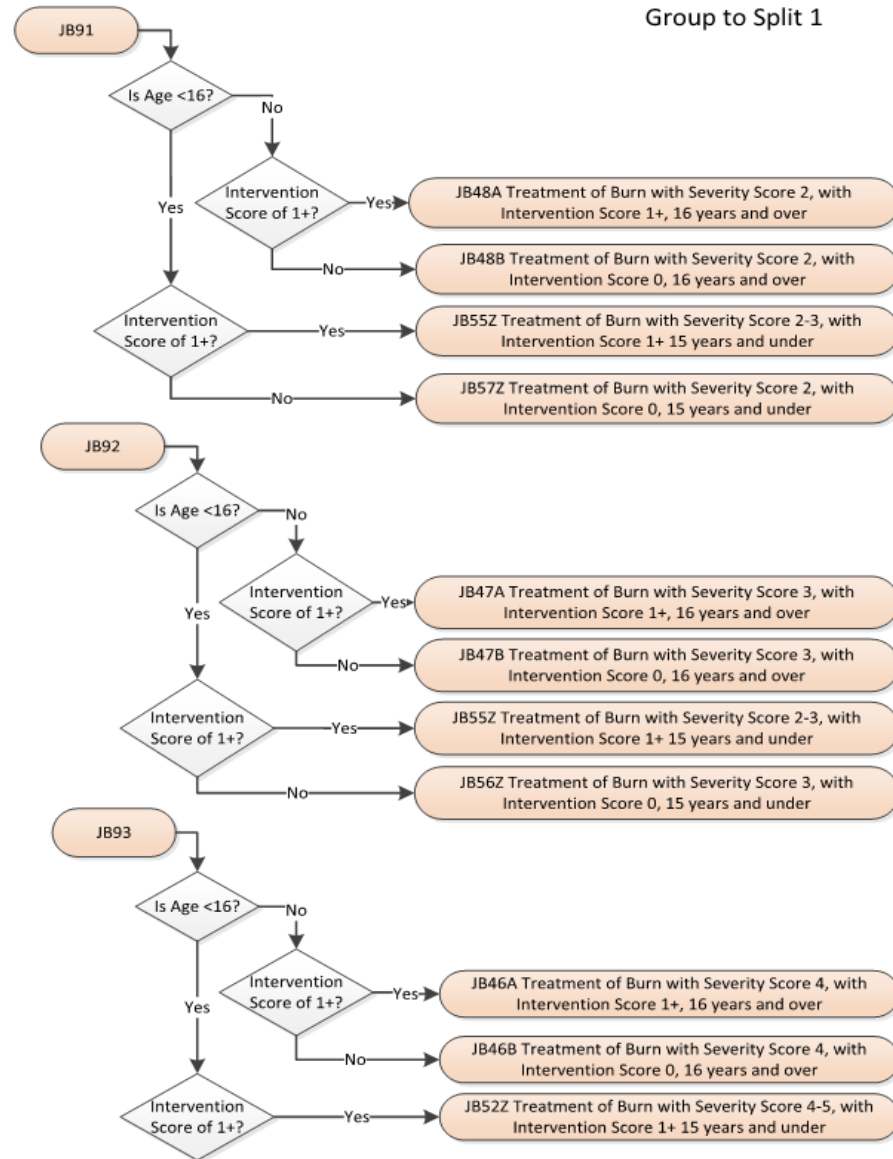 Group to Split 1
JB91
Is Age <16?
No
Intervention
Score of 1+?
Yes
JB48A Treatment of Burn with Severity Score 2, with
Intervention Score 1+, 16 years and over
Yes
No
JB48B Treatment of Burn with Severity Score 2, with
Intervention Score 0, 16 years and over
Intervention
Score of 1+?
Yes
JB55Z Treatment of Burn with Severity Score 2-3, with
Intervention Score 1+ 15 years and under
No
JB57Z Treatment of Burn with Severity Score 2, with
Intervention Score 0, 15 years and under
JB92
Is Age <16?
No
Intervention
Score of 1+?
Yes
JB47A Treatment of Burn with Severity Score 3, with
Intervention Score 1+, 16 years and over
Yes
No
JB47B Treatment of Burn with Severity Score 3, with
Intervention Score 0, 16 years and over
Intervention
Score of 1+?
Yes
JB55Z Treatment of Burn with Severity Score 2-3, with
Intervention Score 1+ 15 years and under
No
JB56Z Treatment of Burn with Severity Score 3, with
Intervention Score 0, 15 years and under
JB93
Is Age <16?
No
Intervention
Score of 1+?
Yes
JB46A Treatment of Burn with Severity Score 4, with
Intervention Score 1+, 16 years and over
Yes
No
JB46B Treatment of Burn with Severity Score 4, with
Intervention Score 0, 16 years and over
Intervention
Score of 1+?
Yes
JB52Z Treatment of Burn with Severity Score 4-5, with
Intervention Score 1+ 15 years and under